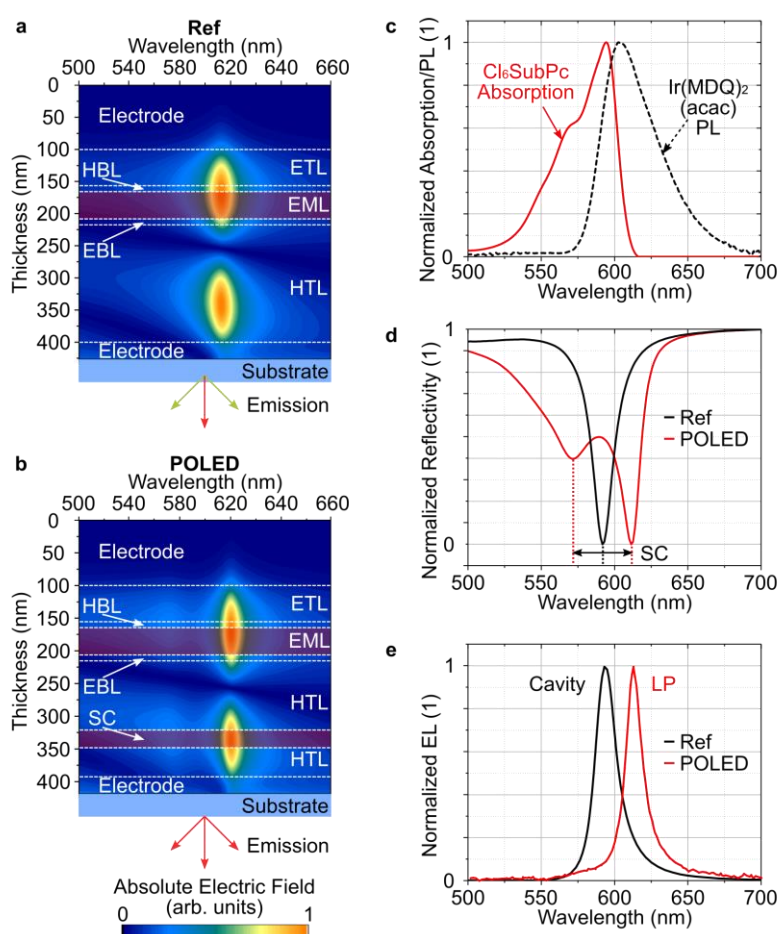 a
Ref
Wavelength (nm)
500 540 580 620 660
Thickness (nm)
0
50
100
150
200
250
300
350
400
Electrode
HBL
ETL
EML
EBL
HTL
Electrode
Substrate
Emission
b
POLED
Wavelength (nm)
500 540 580 620 660
Thickness (nm)
0
50
100
150
200
250
300
350
400
Electrode
HBL
ETL
EML
EBL
HTL
SC
HTL
Electrode
Substrate
Emission
Absolute Electric Field
(arb. units)
0 1
c
Normalized Absorption/PL (1)
1
0
Cl₆SubPc
Absorption
Ir(MDQ)₂
(acac)
PL
500 550 600 650 700
Wavelength (nm)
d
Normalized Reflectivity (1)
1
0
Ref
POLED
SC
500 550 600 650 700
Wavelength (nm)
e
Normalized EL (1)
1
0
Cavity
LP
Ref
POLED
500 550 600 650 700
Wavelength (nm)